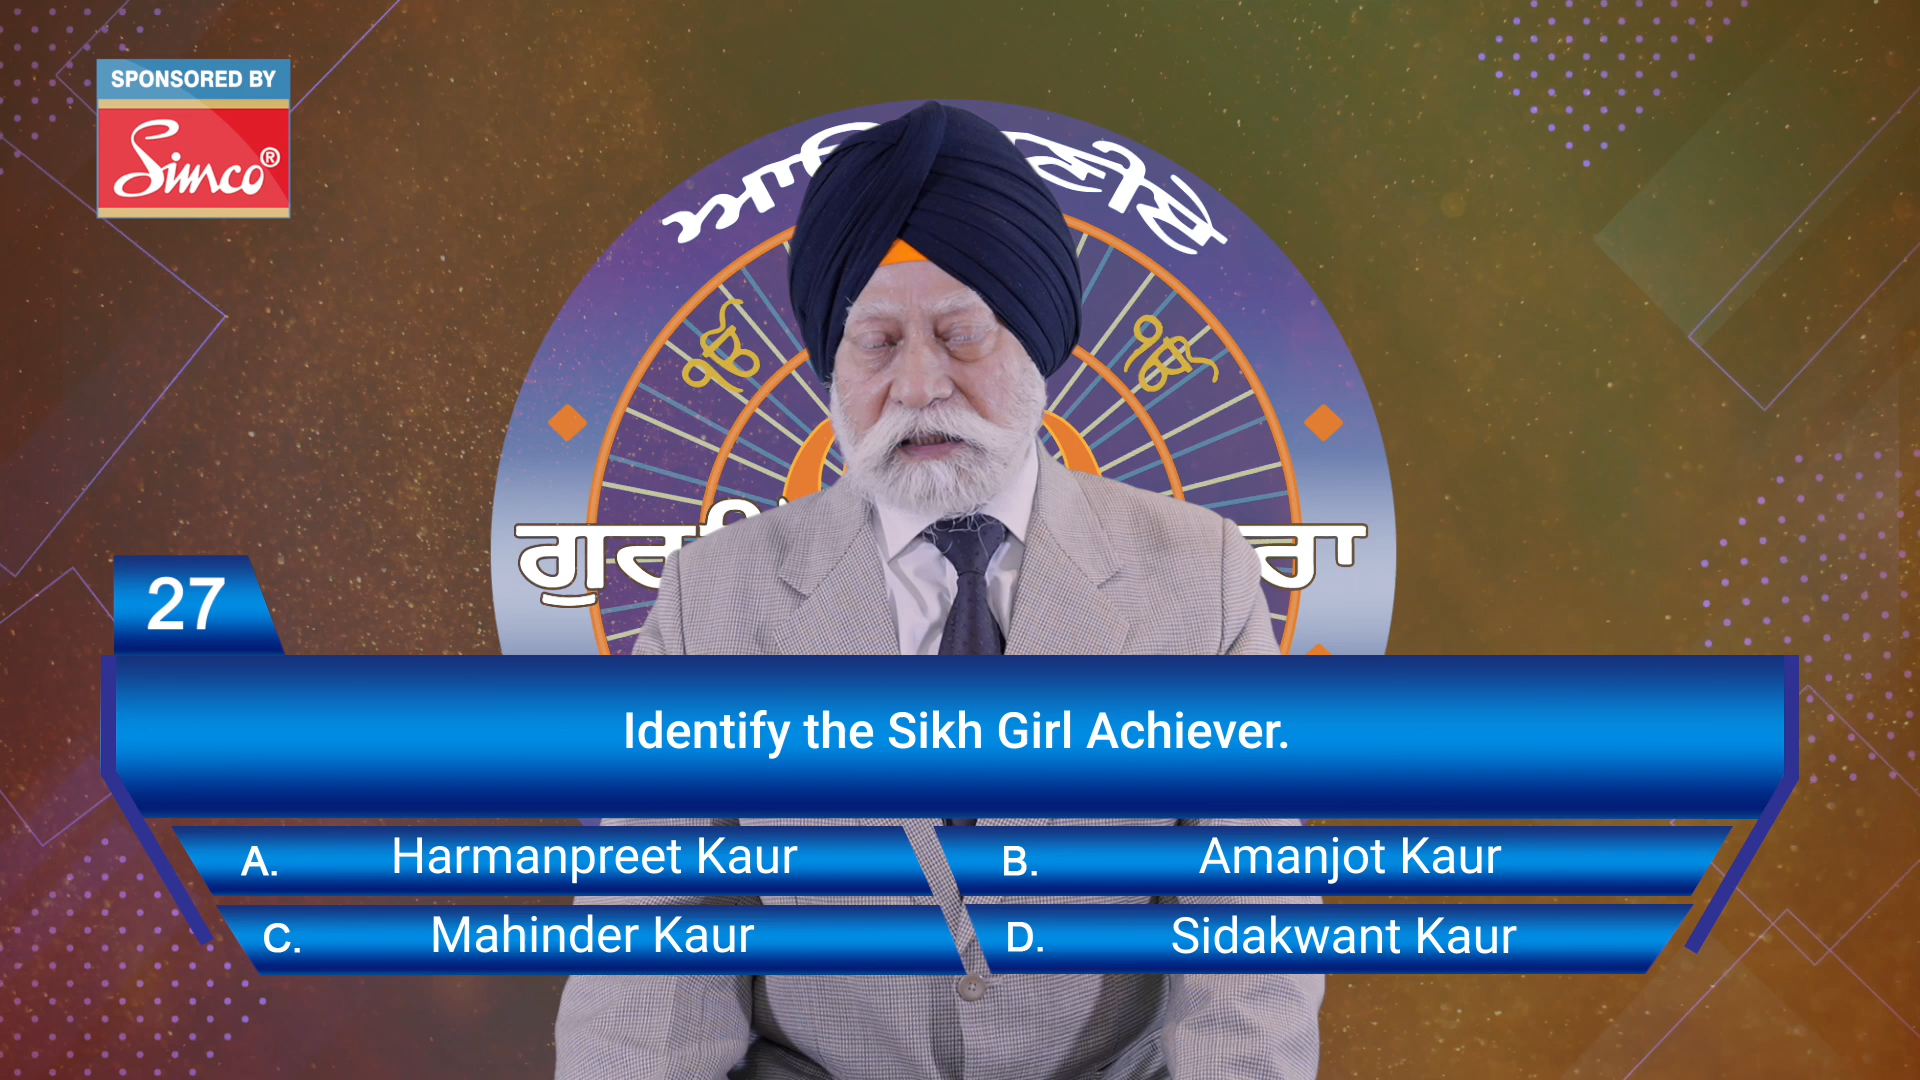 SPONSORED BY
Simco®
27
Identify the Sikh Girl Achiever.
A. Harmanpreet Kaur
B. Amanjot Kaur
C. Mahinder Kaur
D. Sidakwant Kaur